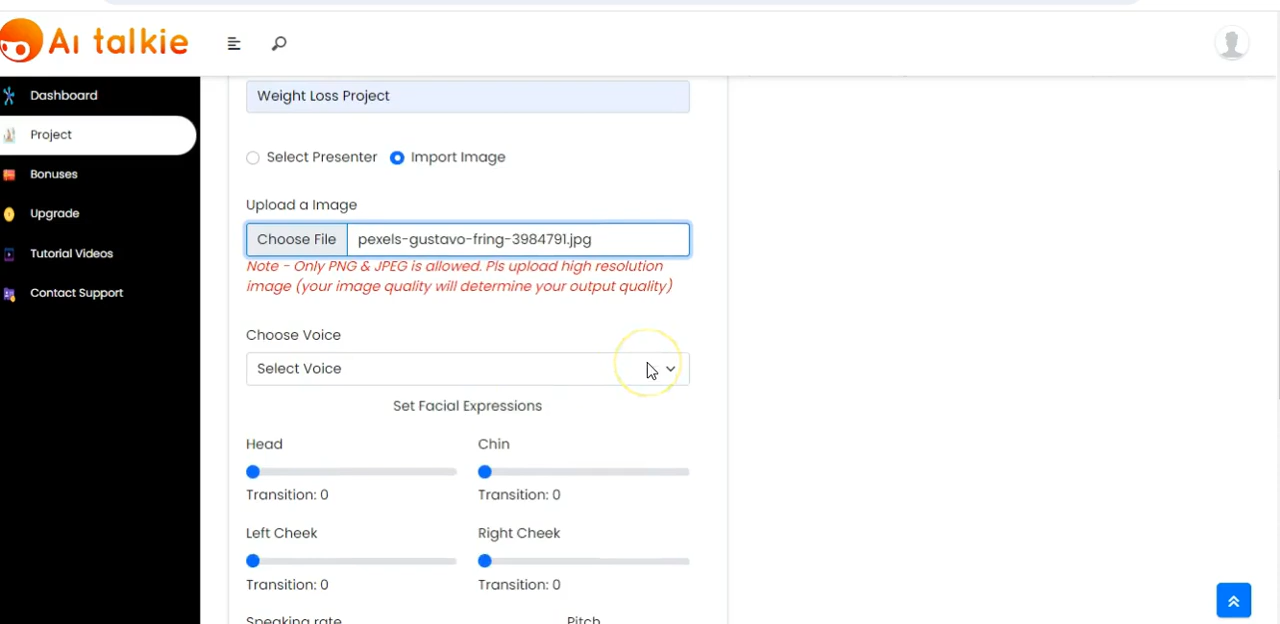 Ai talkie
Dashboard
Project
Bonuses
Upgrade
Tutorial Videos
Contact Support
Weight Loss Project
Select Presenter Import Image
Upload a Image
Choose File pexels-gustavo-fring-3984791.jpg
Note - Only PNG & JPEG is allowed. Pls upload high resolution
image (your image quality will determine your output quality)
Choose Voice
Select Voice
Set Facial Expressions
Head Chin
Transition: 0 Transition: 0
Left Cheek Right Cheek
Transition: 0 Transition: 0
Speaking rate Pitch